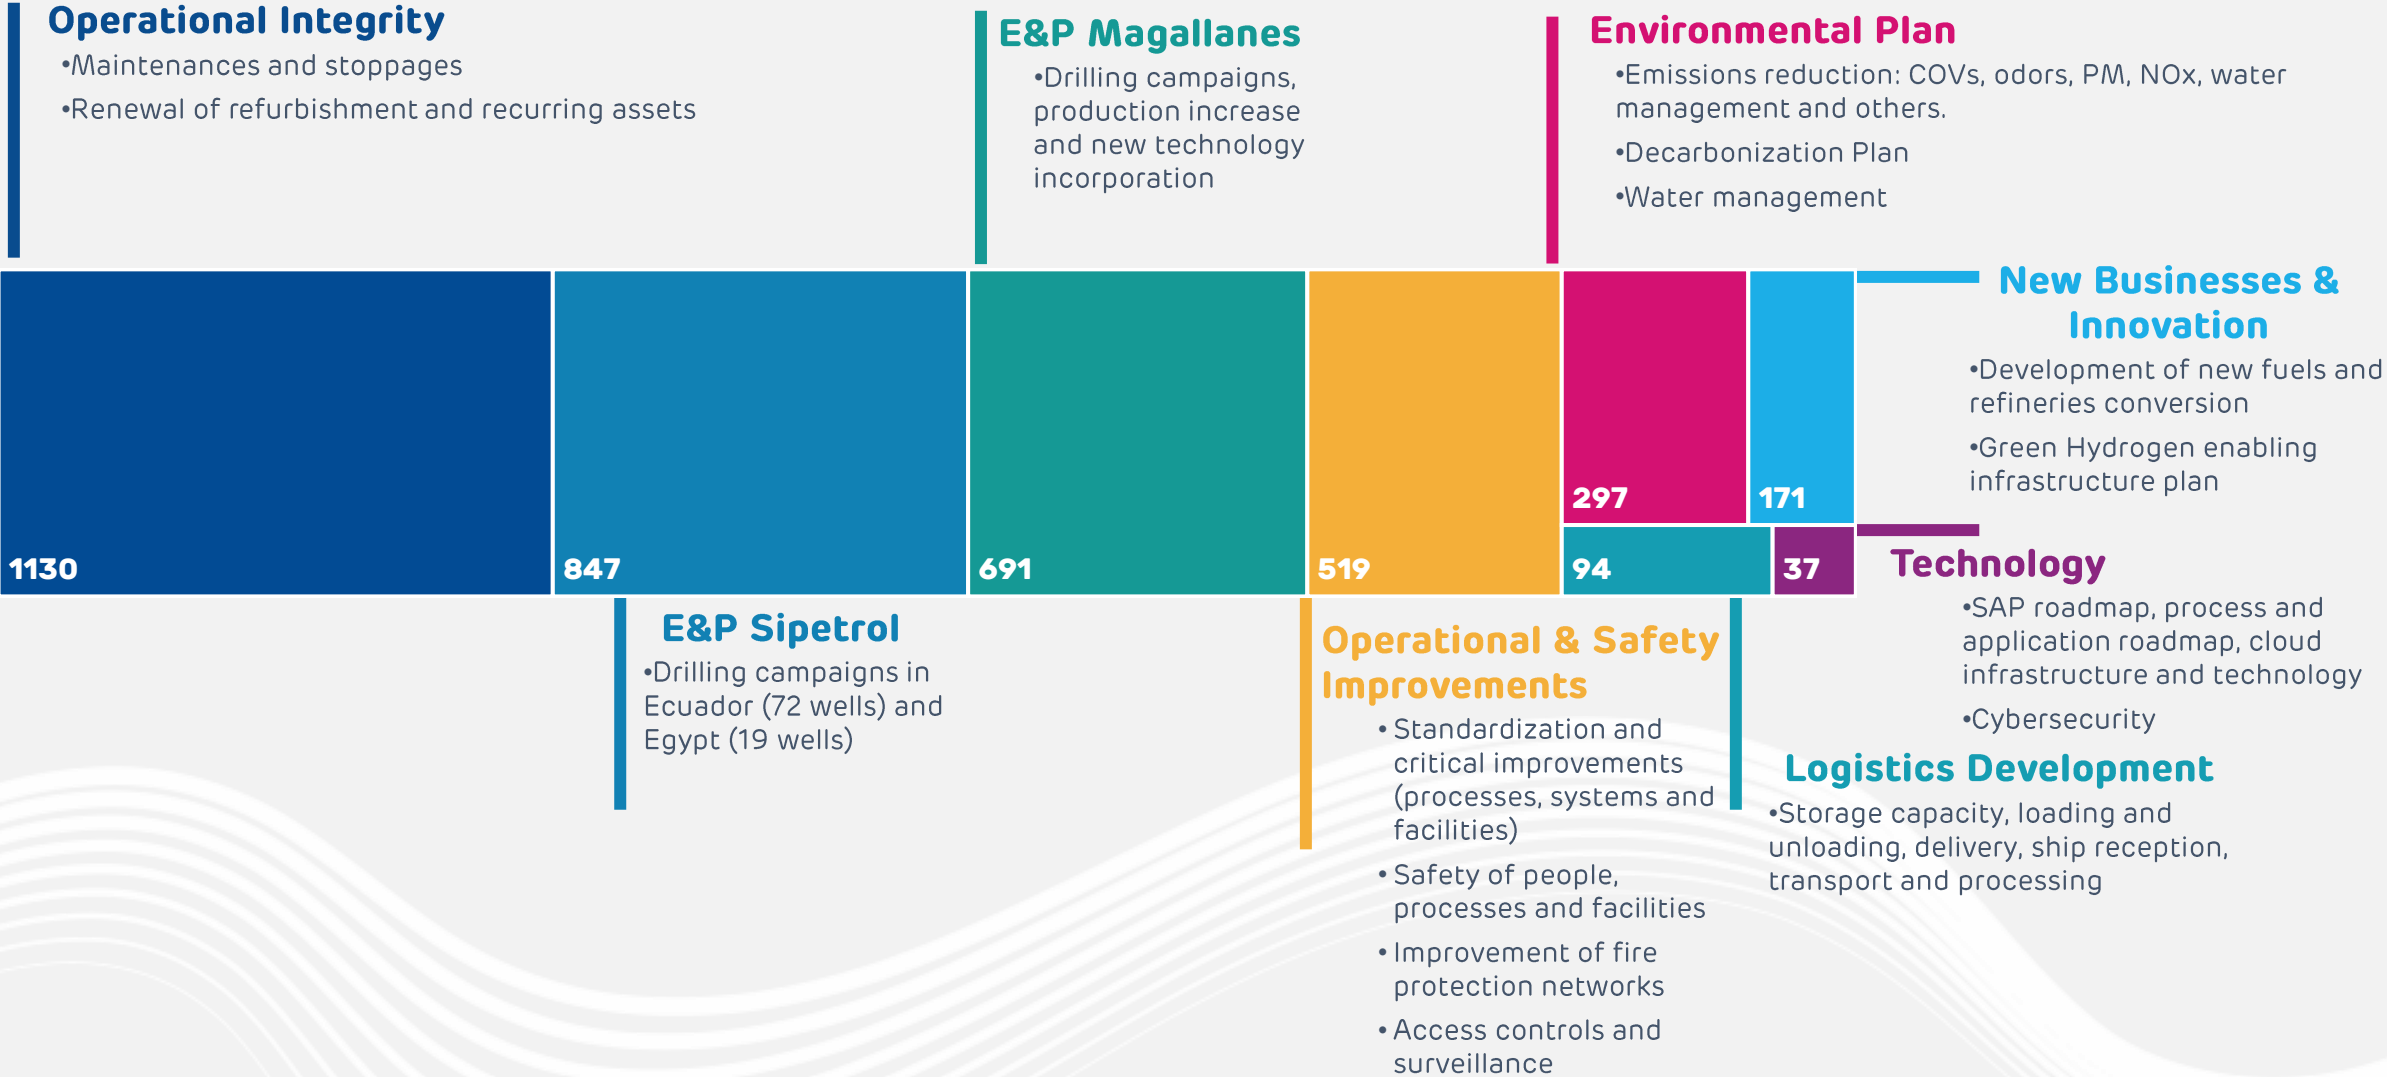 Operational Integrity
•Maintenances and stoppages
•Renewal of refurbishment and recurring assets
E&P Magallanes
•Drilling campaigns,
production increase
and new technology
incorporation
Environmental Plan
•Emissions reduction: COVs, odors, PM, NOx, water
management and others.
•Decarbonization Plan
•Water management
1130
847
691
519
297
171
94
37
New Businesses &
Innovation
•Development of new fuels and
refineries conversion
•Green Hydrogen enabling
infrastructure plan
Technology
•SAP roadmap, process and
application roadmap, cloud
infrastructure and technology
•Cybersecurity
E&P Sipetrol
•Drilling campaigns in
Ecuador (72 wells) and
Egypt (19 wells)
Operational & Safety
Improvements
• Standardization and
critical improvements
(processes, systems and
facilities)
• Safety of people,
processes and facilities
• Improvement of fire
protection networks
• Access controls and
surveillance
Logistics Development
•Storage capacity, loading and
unloading, delivery, ship reception,
transport and processing